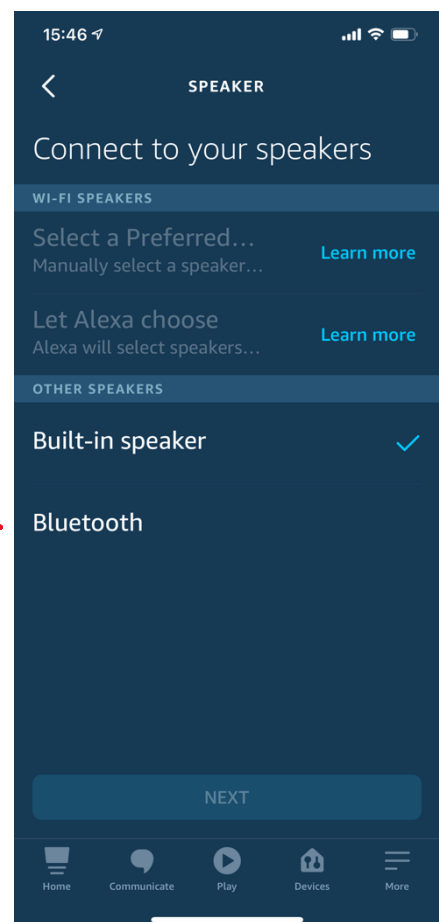 15:46
SPEAKER
Connect to your speakers
WI-FI SPEAKERS
Select a Preferred...
Manually select a speaker...
Learn more
Let Alexa choose
Alexa will select speakers...
Learn more
OTHER SPEAKERS
Built-in speaker
Bluetooth
NEXT
Home Communicate Play Devices More